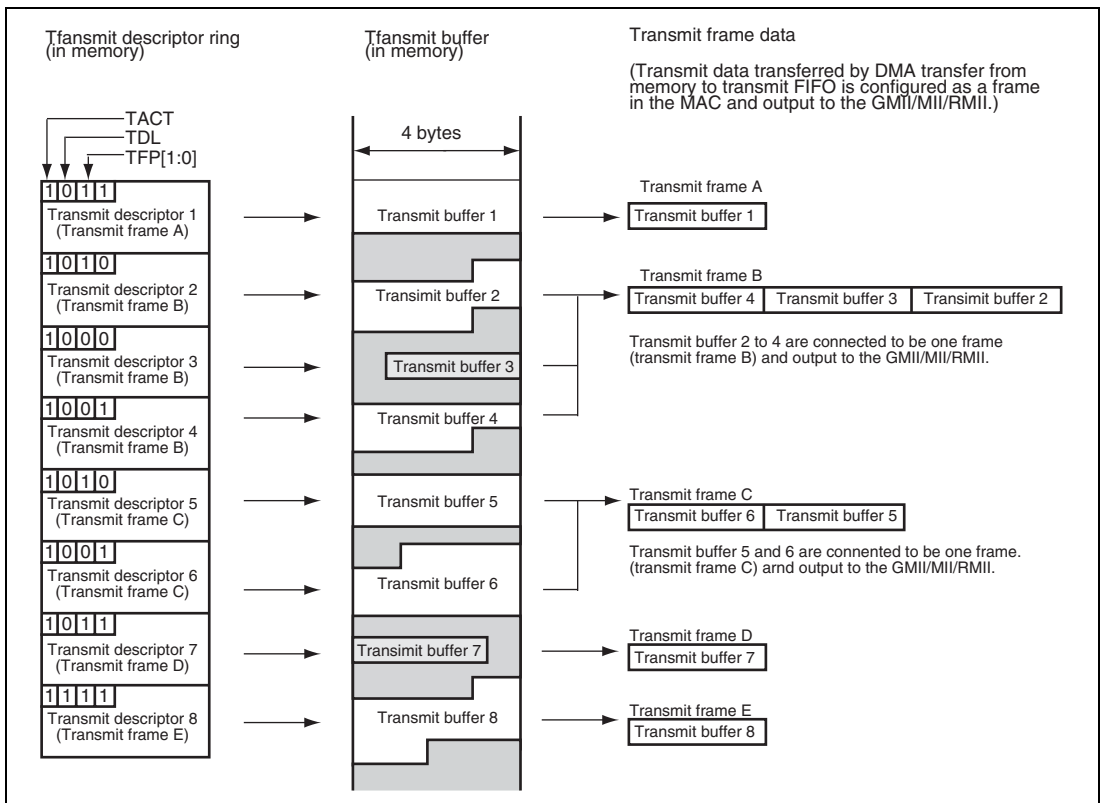 Tfansmit descriptor ring
(in memory)
TACT
TDL
TFP[1:0]
1 0 1 1
Transmit descriptor 1
(Transmit frame A)
1 0 1 0
Transmit descriptor 2
(Transmit frame B)
1 0 0 0
Transmit descriptor 3
(Transmit frame B)
1 0 0 1
Transmit descriptor 4
(Transmit frame B)
1 0 1 0
Transmit descriptor 5
(Transmit frame C)
1 0 0 1
Transmit descriptor 6
(Transmit frame C)
1 0 1 1
Transmit descriptor 7
(Transmit frame D)
1 1 1 1
Transmit descriptor 8
(Transmit frame E)
Tfansmit buffer
(in memory)
4 bytes
Transmit buffer 1
Transimit buffer 2
Transmit buffer 3
Transmit buffer 4
Transmit buffer 5
Transmit buffer 6
Transimit buffer 7
Transmit buffer 8
Transmit frame data
(Transmit data transferred by DMA transfer from
memory to transmit FIFO is configured as a frame
in the MAC and output to the GMII/MII/RMII.)
Transmit frame A
Transmit buffer 1
Transmit frame B
Transmit buffer 4 Transmit buffer 3 Transimit buffer 2
Transmit buffer 2 to 4 are connected to be one frame
(transmit frame B) and output to the GMII/MII/RMII.
Transmit frame C
Transmit buffer 6 Transmit buffer 5
Transmit buffer 5 and 6 are connented to be one frame.
(transmit frame C) arnd output to the GMII/MII/RMII.
Transmit frame D
Transmit buffer 7
Transmit frame E
Transmit buffer 8